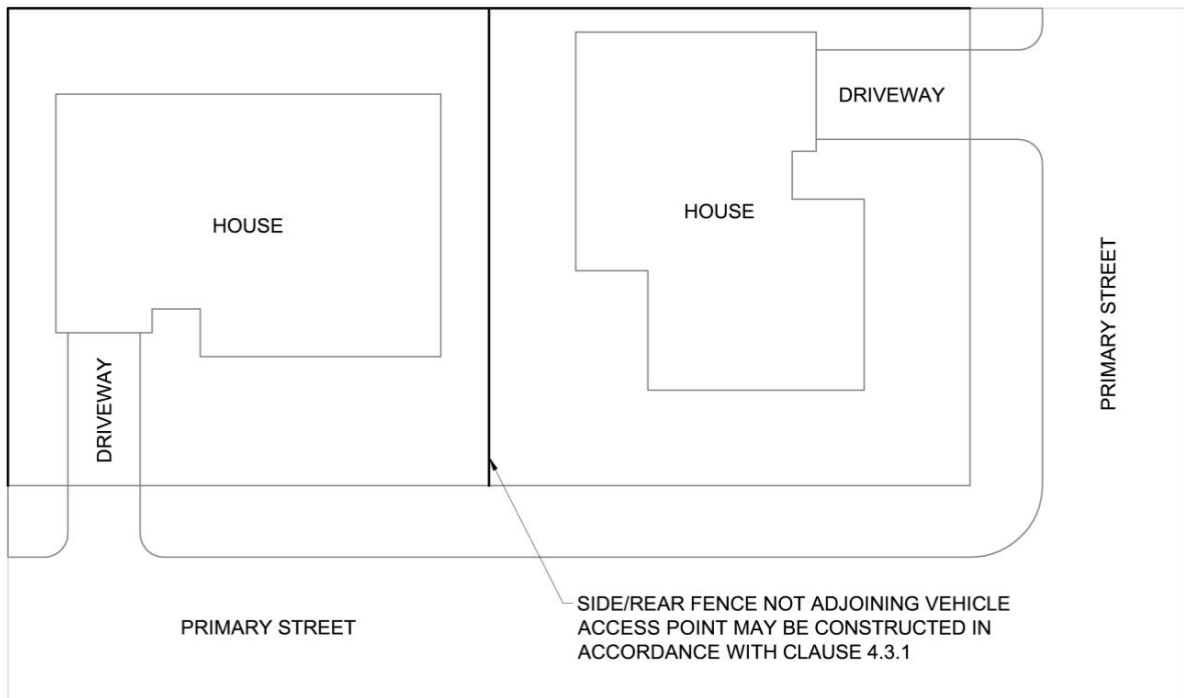 DRIVEWAY
HOUSE
HOUSE
DRIVEWAY
PRIMARY STREET
PRIMARY STREET
SIDE/REAR FENCE NOT ADJOINING VEHICLE
ACCESS POINT MAY BE CONSTRUCTED IN
ACCORDANCE WITH CLAUSE 4.3.1